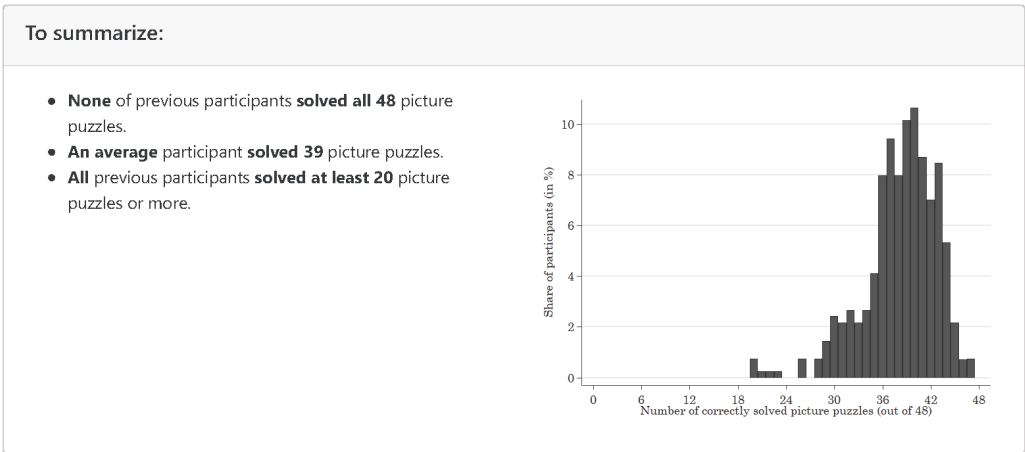 To summarize:
• None of previous participants solved all 48 picture
puzzles.
• An average participant solved 39 picture puzzles.
• All previous participants solved at least 20 picture
puzzles or more.
Share of participants (in %)
10
8
6
4
2
0
0 6 12 18 24 30 36 42 48
Number of correctly solved picture puzzles (out of 48)